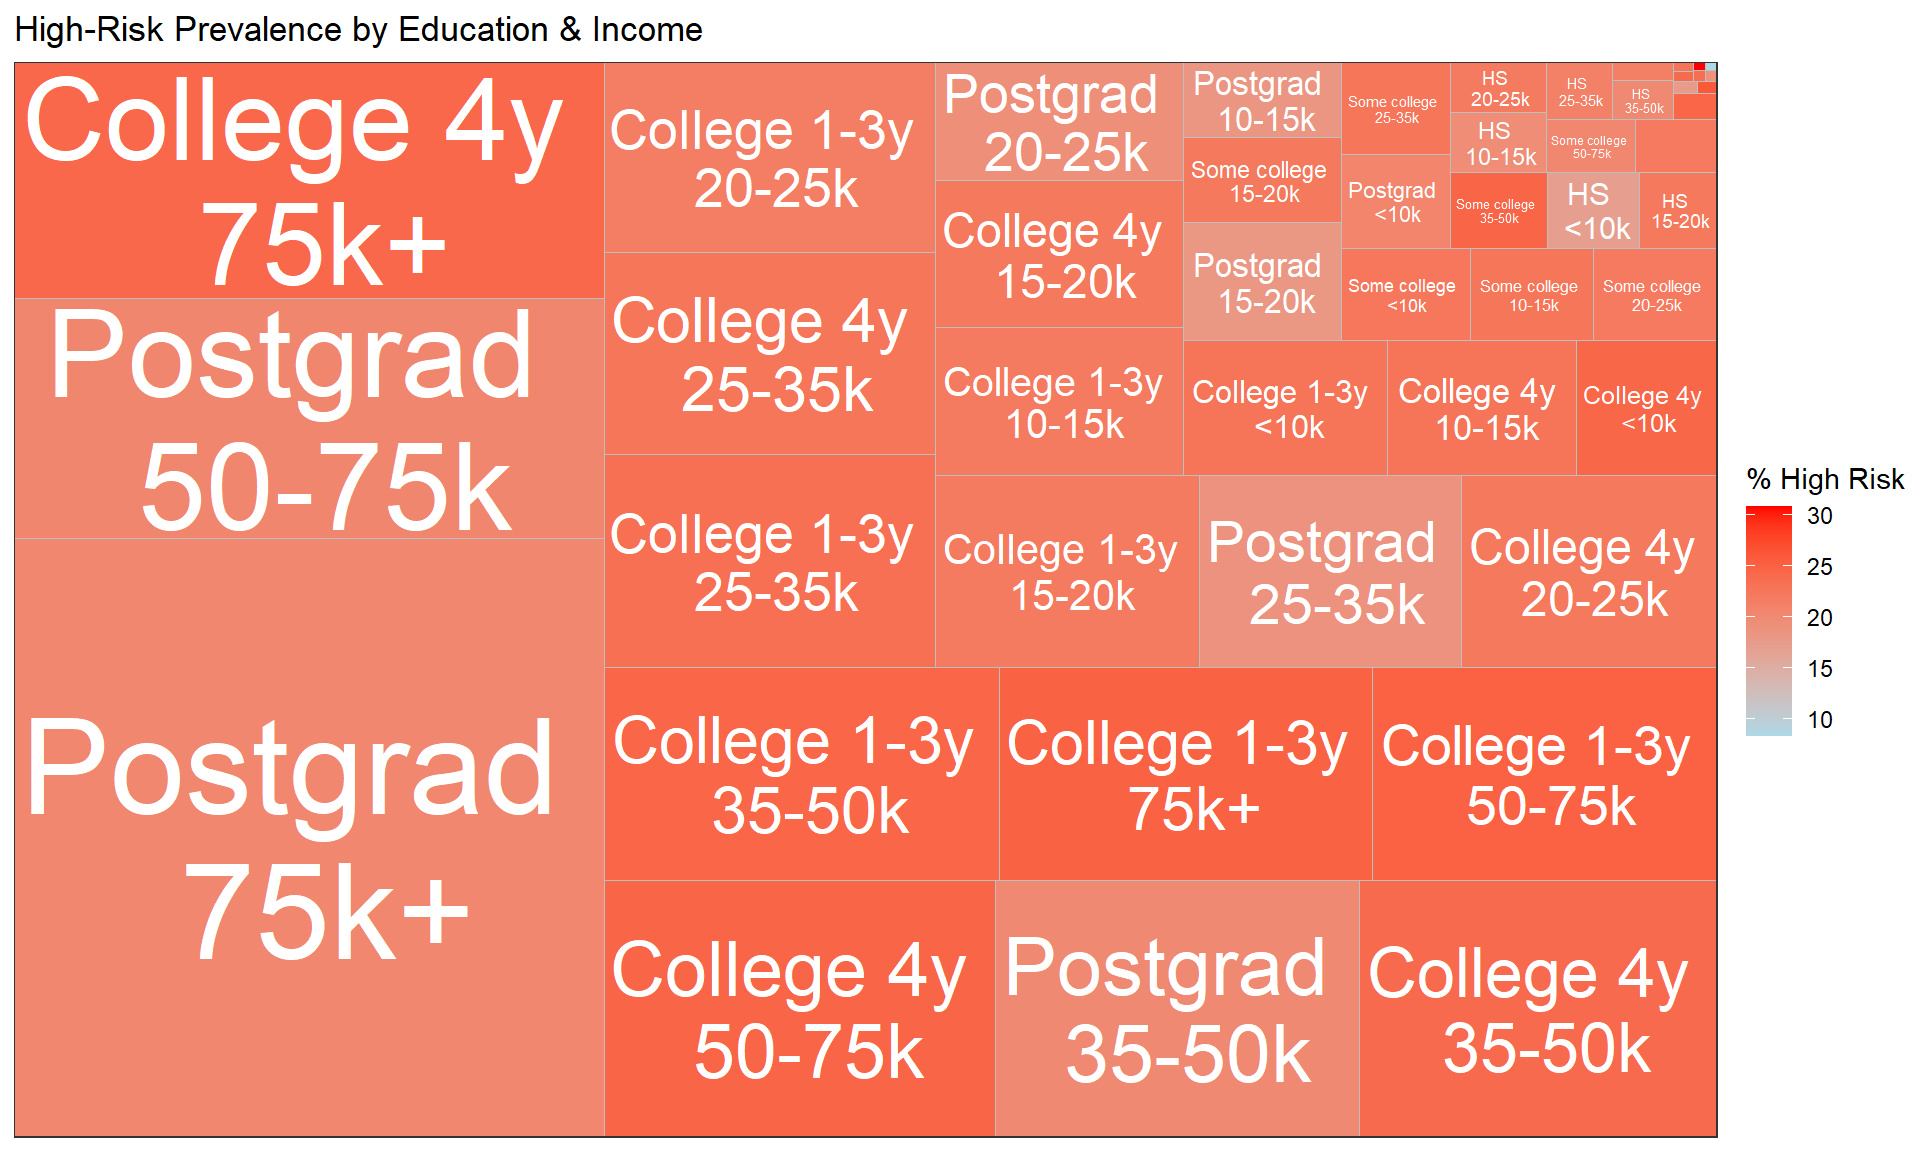 High-Risk Prevalence by Education & Income
College 4y
75k+
Postgrad
50-75k
Postgrad
75k+
College 1-3y
20-25k
College 4y
25-35k
College 1-3y
25-35k
College 1-3y
35-50k
College 1-3y
75k+
College 1-3y
50-75k
College 4y
50-75k
Postgrad
35-50k
College 4y
35-50k
Postgrad
20-25k
College 4y
15-20k
College 1-3y
10-15k
College 1-3y
15-20k
Postgrad
25-35k
College 4y
20-25k
Postgrad
10-15k
Some college
15-20k
Postgrad
15-20k
College 1-3y
<10k
College 4y
10-15k
College 4y
<10k
Some college
25-35k
Postgrad
<10k
Some college
<10k
Some college
10-15k
Some college
20-25k
HS
20-25k
HS
10-15k
Some college
35-50k
HS
25-35k
HS
35-50k
Some college
50-75k
HS
<10k
HS
15-20k
% High Risk
30
25
20
15
10